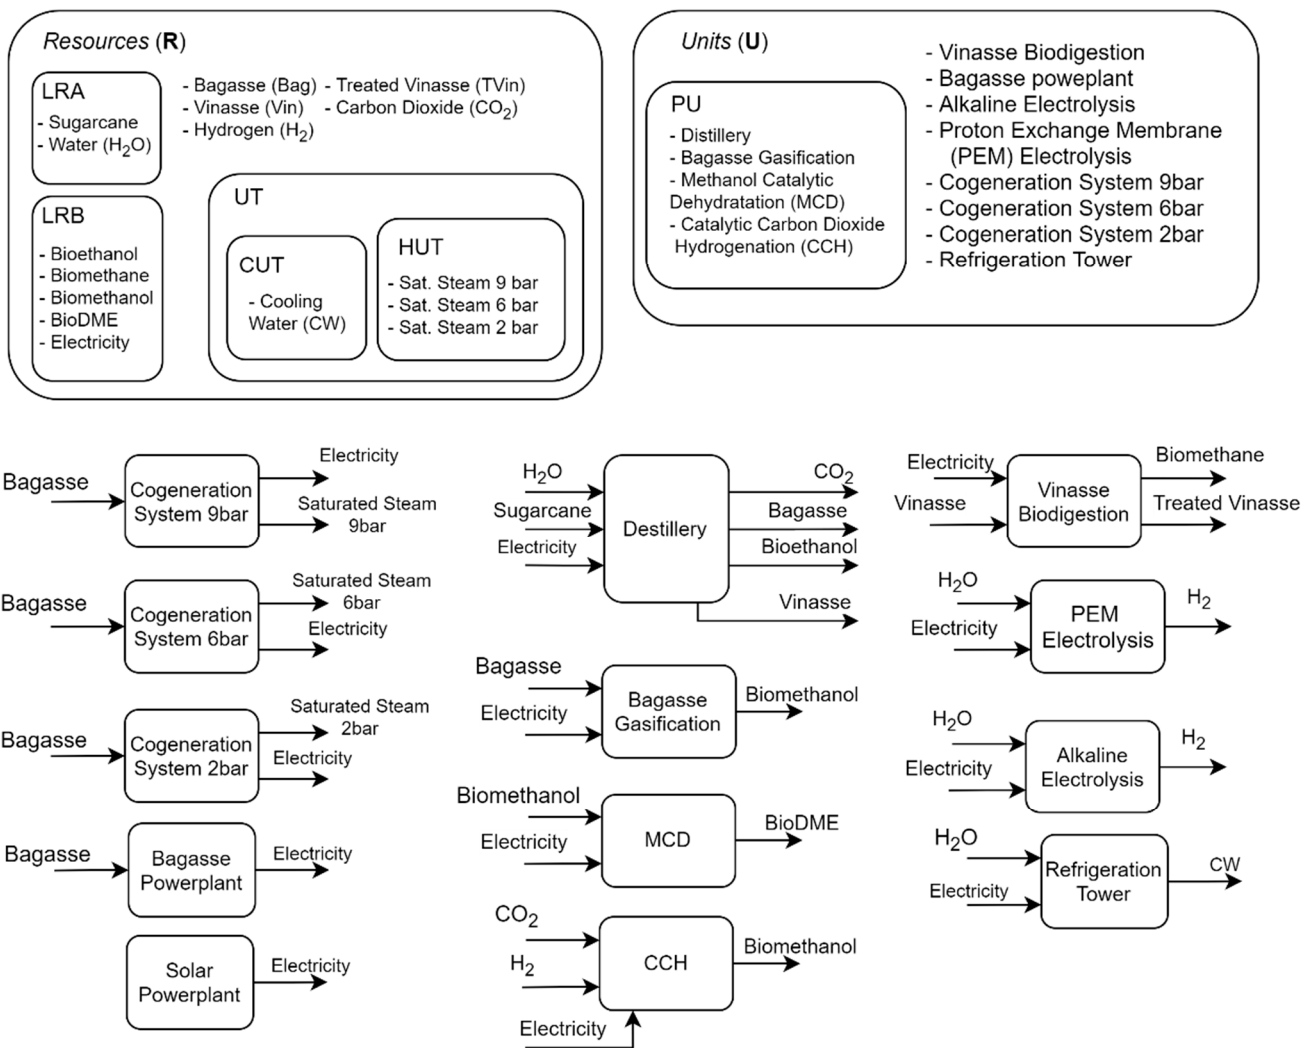 Resources (R)
LRA
- Sugarcane
- Water (H₂O)
- Bagasse (Bag)
- Vinasse (Vin)
- Hydrogen (H₂)
- Treated Vinasse (TVin)
- Carbon Dioxide (CO₂)
LRB
- Bioethanol
- Biomethane
- Biomethanol
- BioDME
- Electricity
UT
CUT
- Cooling
Water (CW)
HUT
- Sat. Steam 9 bar
- Sat. Steam 6 bar
- Sat. Steam 2 bar
Units (U)
PU
- Distillery
- Bagasse Gasification
- Methanol Catalytic
Dehydratation (MCD)
- Catalytic Carbon Dioxide
Hydrogenation (CCH)
- Vinasse Biodigestion
- Bagasse poweplant
- Alkaline Electrolysis
- Proton Exchange Membrane
(PEM) Electrolysis
- Cogeneration System 9bar
- Cogeneration System 6bar
- Cogeneration System 2bar
- Refrigeration Tower
Bagasse
Cogeneration
System 9bar
Electricity
Saturated Steam
9bar
Bagasse
Cogeneration
System 6bar
Saturated Steam
6bar
Electricity
Bagasse
Cogeneration
System 2bar
Saturated Steam
2bar
Electricity
Bagasse
Bagasse
Powerplant
Electricity
Solar
Powerplant
Electricity
H₂O
Sugarcane
Electricity
Destillery
CO₂
Bagasse
Bioethanol
Vinasse
Bagasse
Electricity
Bagasse
Gasification
Biomethanol
Biomethanol
Electricity
MCD
BioDME
CO₂
H₂
Electricity
CCH
Biomethanol
Electricity
Vinasse
Vinasse
Biodigestion
Biomethane
Treated Vinasse
H₂O
Electricity
PEM
Electrolysis
H₂
H₂O
Electricity
Alkaline
Electrolysis
H₂
H₂O
Electricity
Refrigeration
Tower
CW